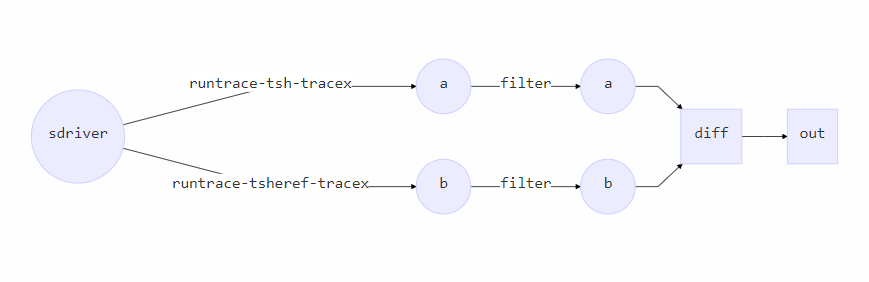 sdriver
runtrace-tsh-tracex
a
filter
a
runtrace-tsheref-tracex
b
filter
b
diff
out